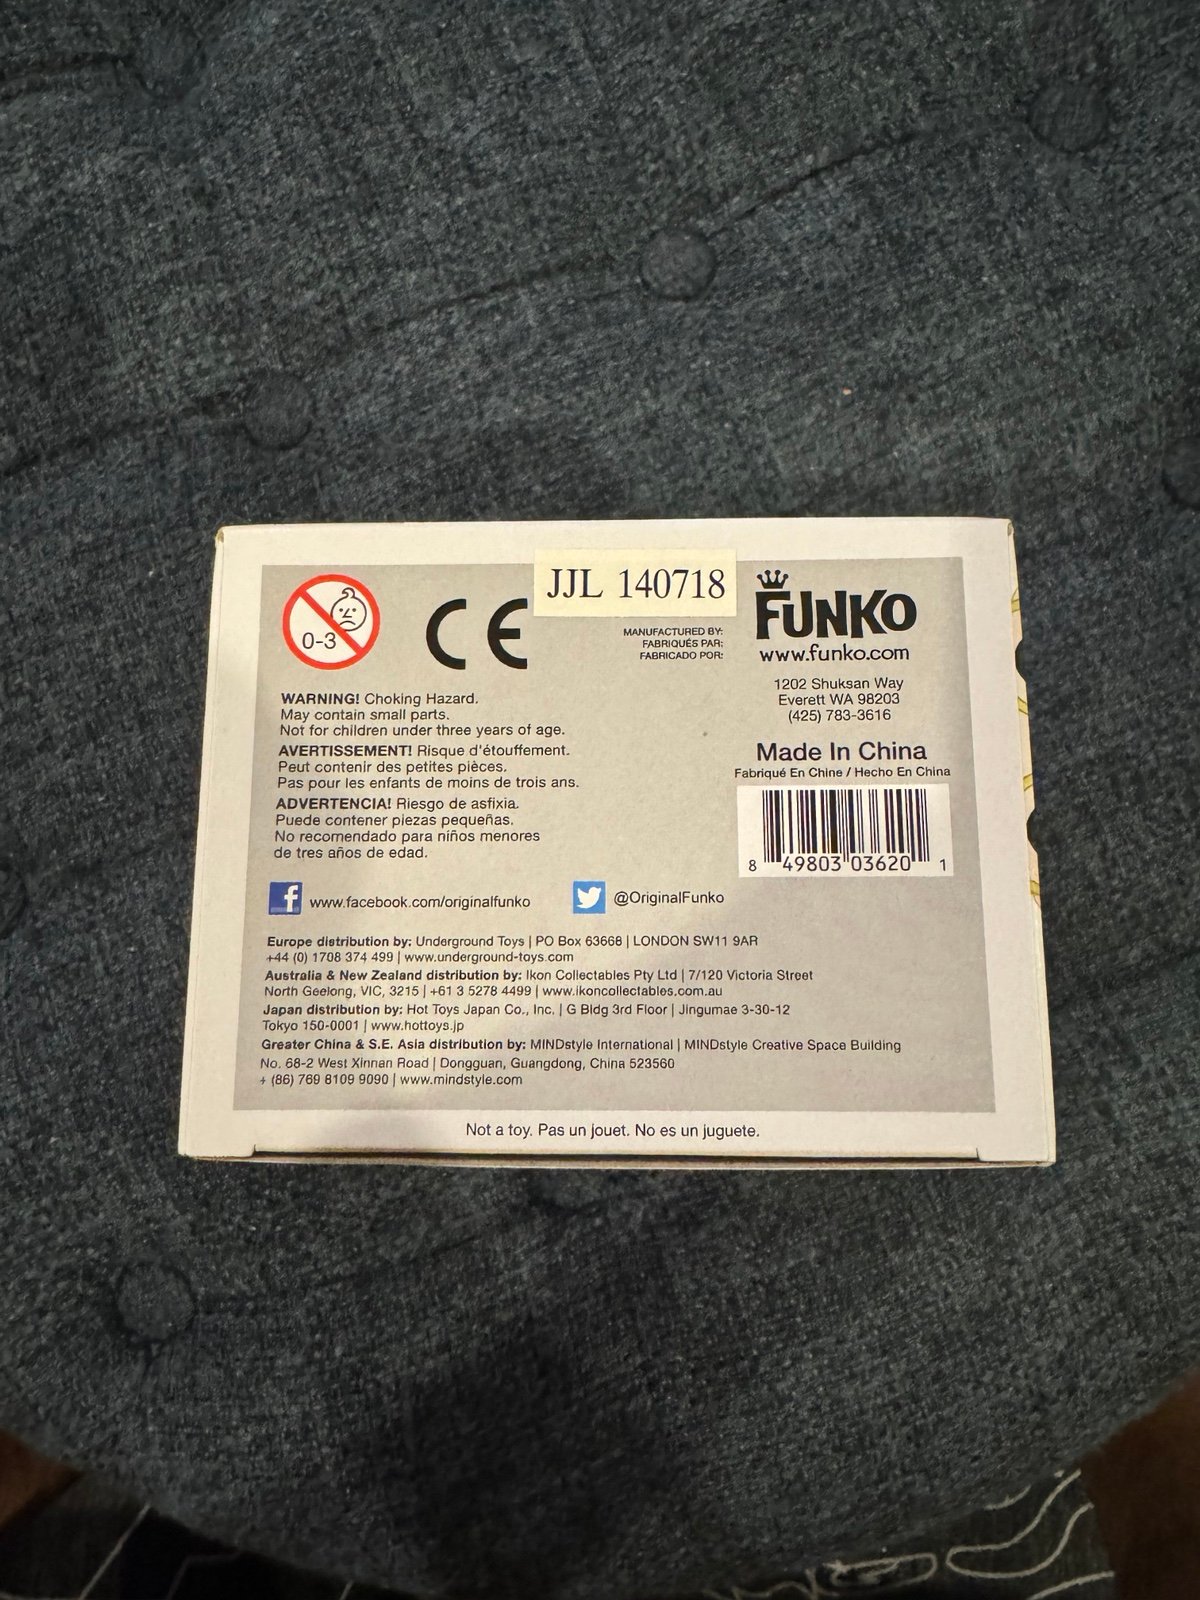 JJL 140718
0-3
CE
MANUFACTURED BY:
FABRIQUÉS PAR:
FABRICADO POR:
FUNKO
www.funko.com
1202 Shuksan Way
Everett WA 98203
(425) 783-3616
Made In China
Fabriqué En Chine / Hecho En China
8 49803 03620 1
WARNING! Choking Hazard.
May contain small parts.
Not for children under three years of age.
AVERTISSEMENT! Risque d'étouffement.
Peut contenir des petites pièces.
Pas pour les enfants de moins de trois ans.
ADVERTENCIA! Riesgo de asfixia.
Puede contener piezas pequeñas.
No recomendado para niños menores
de tres años de edad.
f www.facebook.com/originalfunko
@OriginalFunko
Europe distribution by: Underground Toys | PO Box 63668 | LONDON SW11 9AR
+44 (0) 1708 374 499 | www.underground-toys.com
Australia & New Zealand distribution by: Ikon Collectables Pty Ltd | 7/120 Victoria Street
North Geelong, VIC, 3215 | +61 3 5278 4499 | www.ikoncollectables.com.au
Japan distribution by: Hot Toys Japan Co., Inc. | G Bldg 3rd Floor | Jingumae 3-30-12
Tokyo 150-0001 | www.hottoys.jp
Greater China & S.E. Asia distribution by: MINDstyle International | MINDstyle Creative Space Building
No. 68-2 West Xinnan Road | Dongguan, Guangdong, China 523560
+ (86) 769 8109 9090 | www.mindstyle.com
Not a toy. Pas un jouet. No es un juguete.